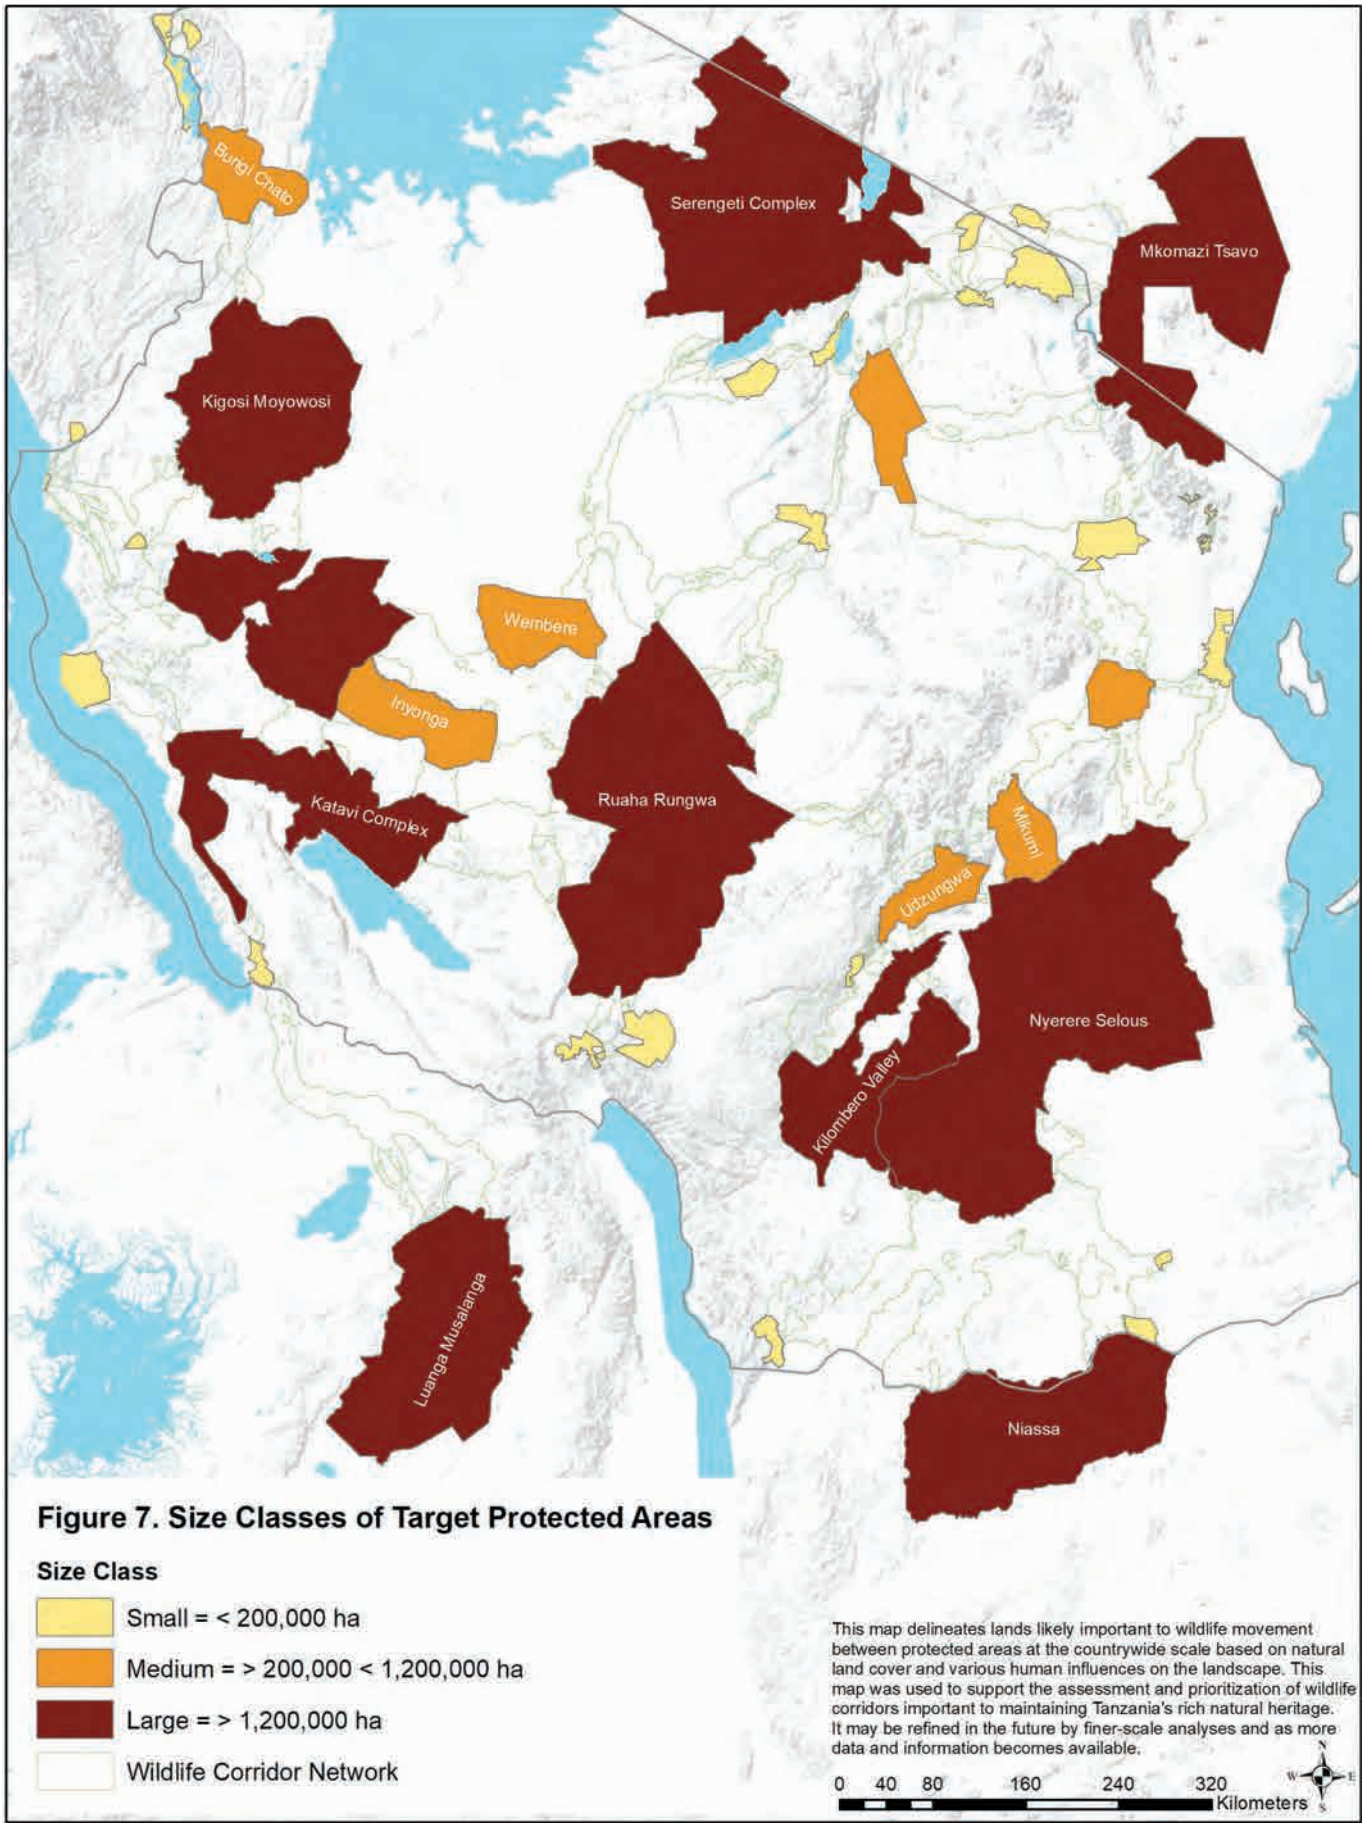 Burigi Chato
Serengeti Complex
Mkomazi Tsavo
Kigosi Moyowosi
Wembere
Inyonga
Katavi Complex
Ruaha Rungwa
Mikumi
Udzungwa
Nyerere Selous
Kilombero Valley
Luanga Musalanga
Niassa
Figure 7. Size Classes of Target Protected Areas
Size Class
Small = < 200,000 ha
Medium = > 200,000 < 1,200,000 ha
Large = > 1,200,000 ha
Wildlife Corridor Network
This map delineates lands likely important to wildlife movement
between protected areas at the countrywide scale based on natural
land cover and various human influences on the landscape. This
map was used to support the assessment and prioritization of wildlife
corridors important to maintaining Tanzania's rich natural heritage.
It may be refined in the future by finer-scale analyses and as more
data and information becomes available.
N
W E
S
0 40 80 160 240 320
Kilometers